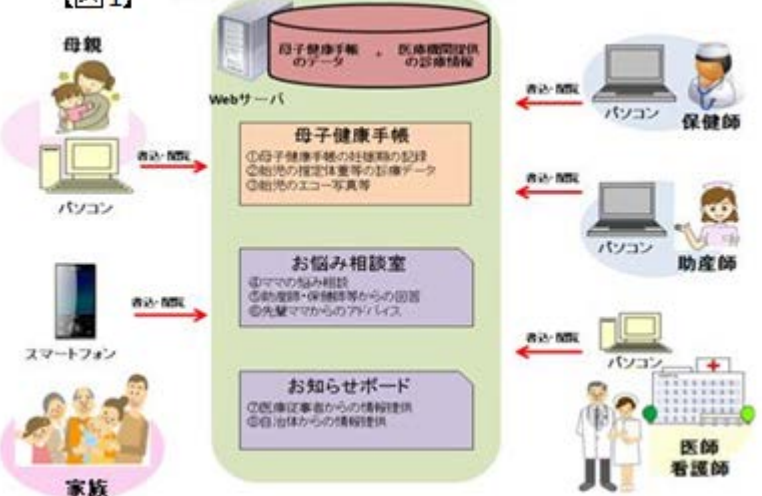 【図1】
母親
パソコン
書込・閲覧
スマートフォン
書込・閲覧
家族
母子健康手帳
のデータ
+
医療機関提供
の診療情報
Webサーバ
母子健康手帳
①母子健康手帳の妊娠期の記録
②胎児の推定体重等の診療データ
③胎児のエコー写真等
お悩み相談室
④ママの悩み相談
⑤助産師・保健師等からの回答
⑥先輩ママからのアドバイス
お知らせボード
⑦医療従事者からの情報提供
⑧自治体からの情報提供
書込・閲覧
パソコン
保健師
書込・閲覧
パソコン
助産師
書込・閲覧
パソコン
医師
看護師